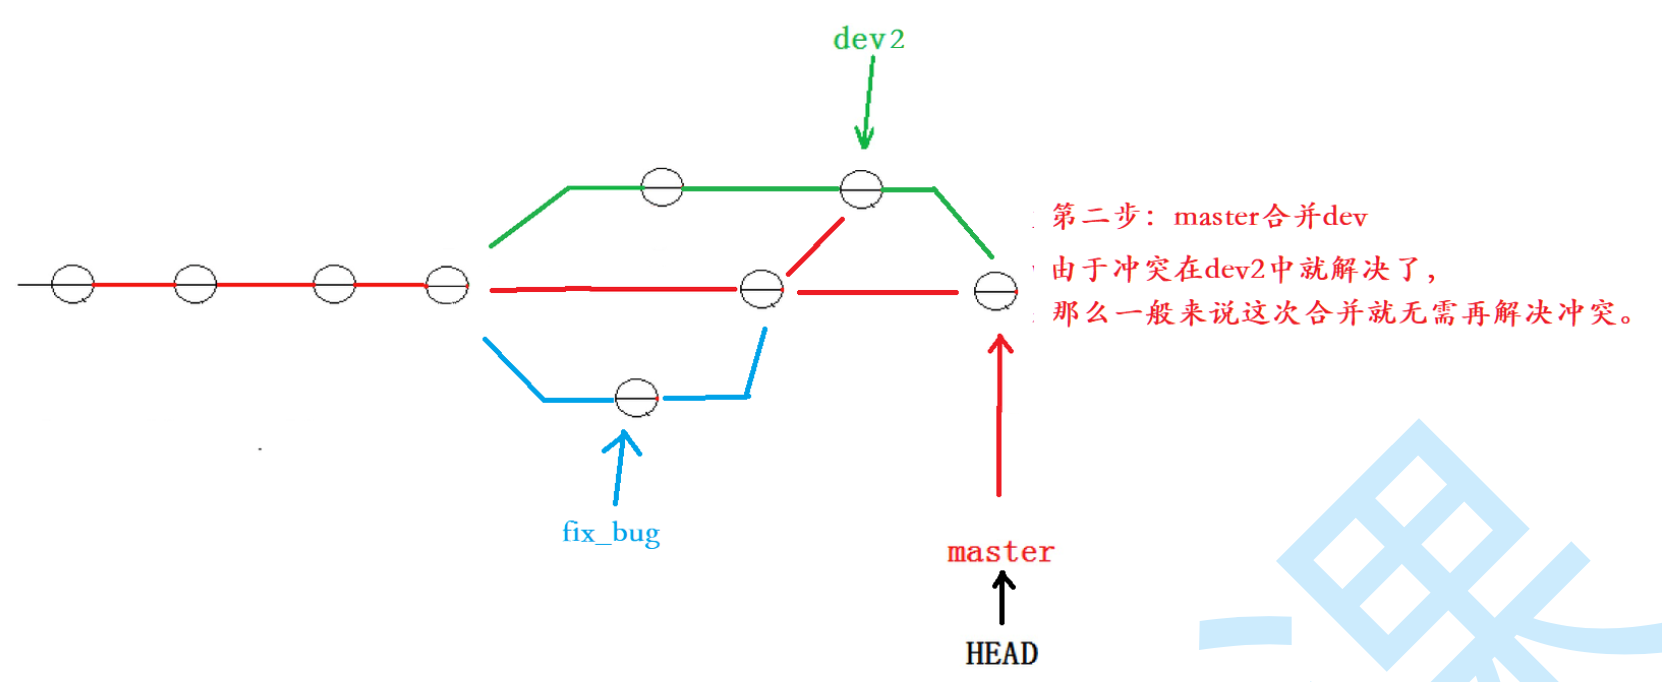 dev2
第二步：master合并dev
由于冲突在dev2中就解决了，
那么一般来说这次合并就无需再解决冲突。
fix_bug
master
HEAD